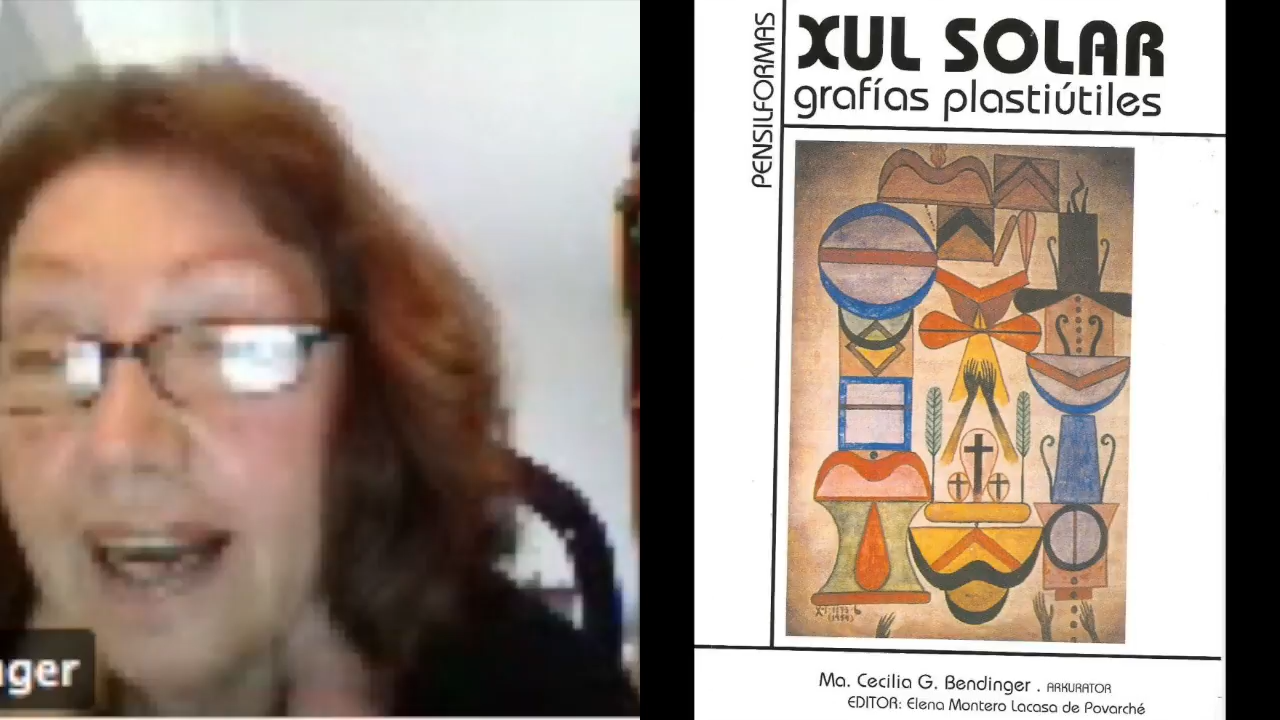 nger
PENSILFORMAS
XUL SOLAR
grafías plastiútiles
Ma. Cecilia G. Bendinger . ARKURATOR
EDITOR: Elena Montero Lacasa de Povarché